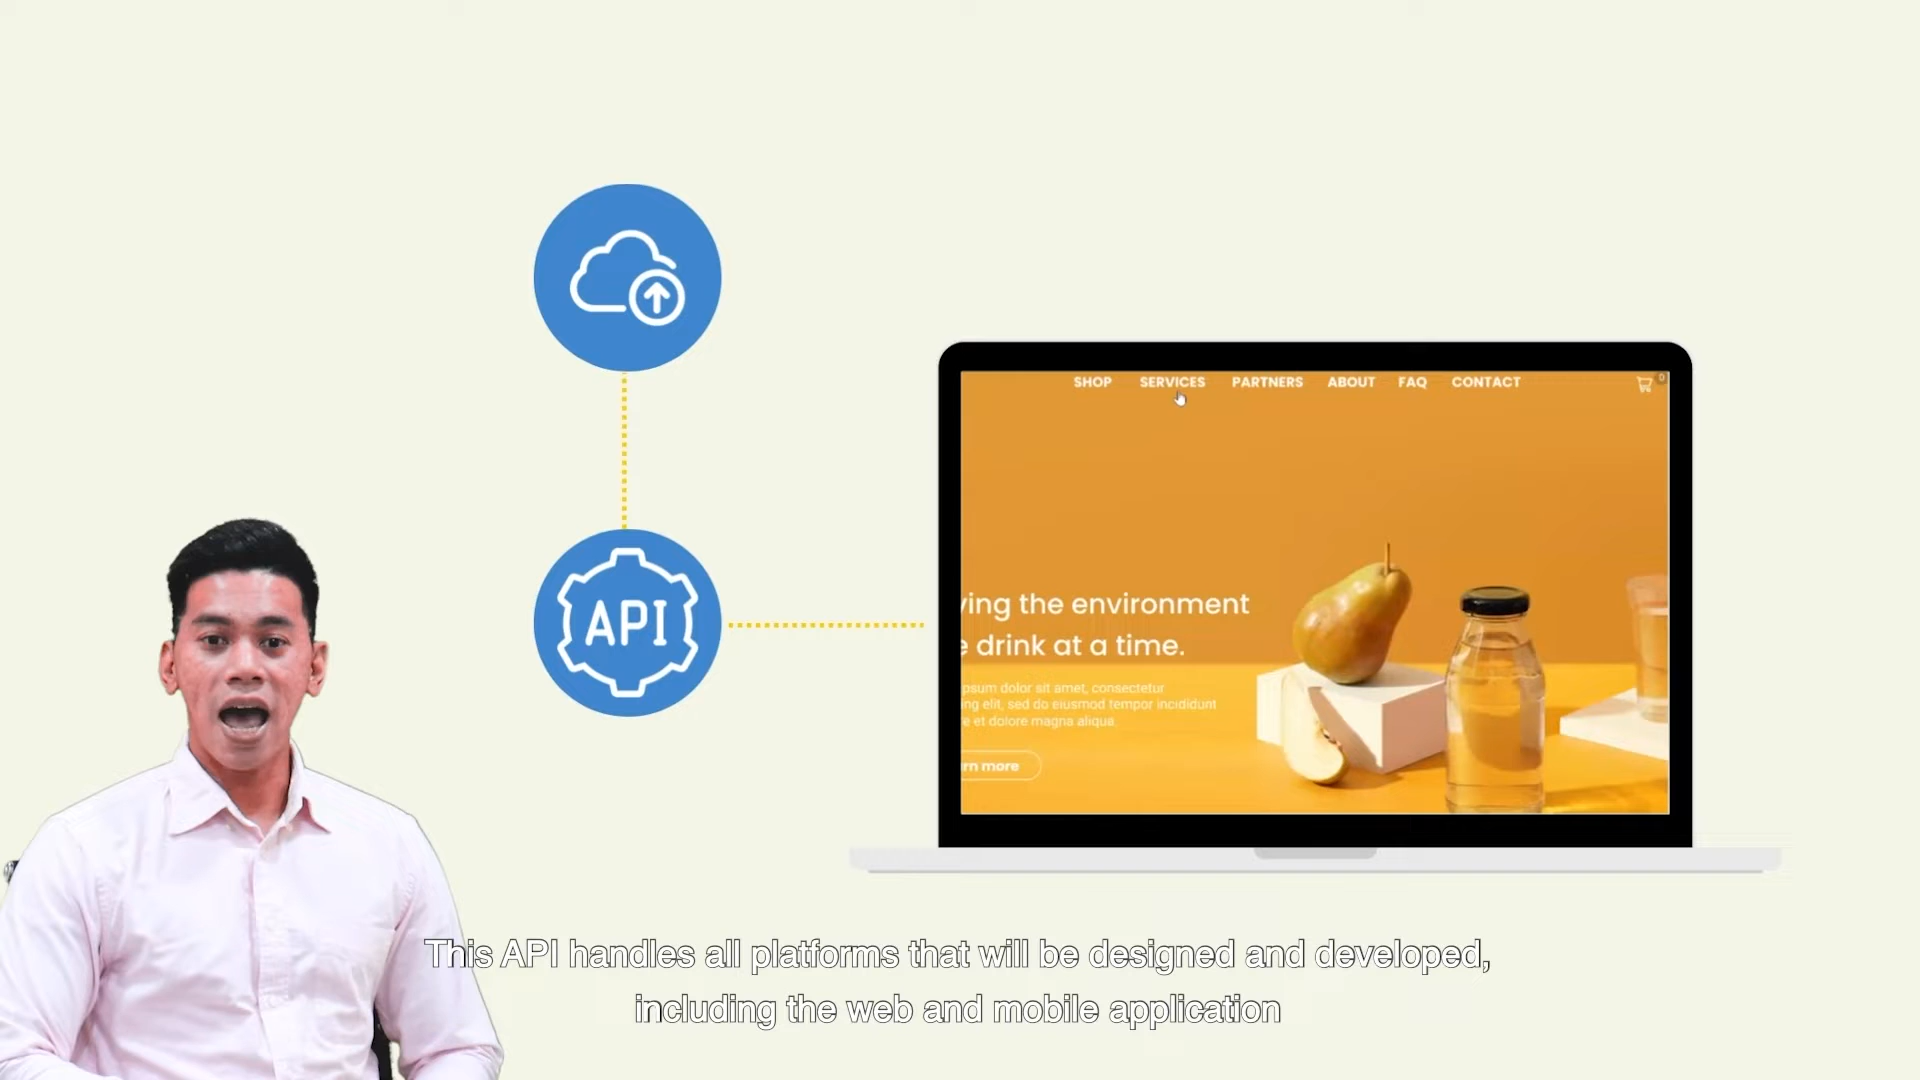 SHOP SERVICES PARTNERS ABOUT FAQ CONTACT 0
ving the environment
e drink at a time.
psum dolor sit amet, consectetur
ing elit, sed do eiusmod tempor incididunt
e et dolore magna aliqua.
rn more
API
This API handles all platforms that will be designed and developed,
including the web and mobile application